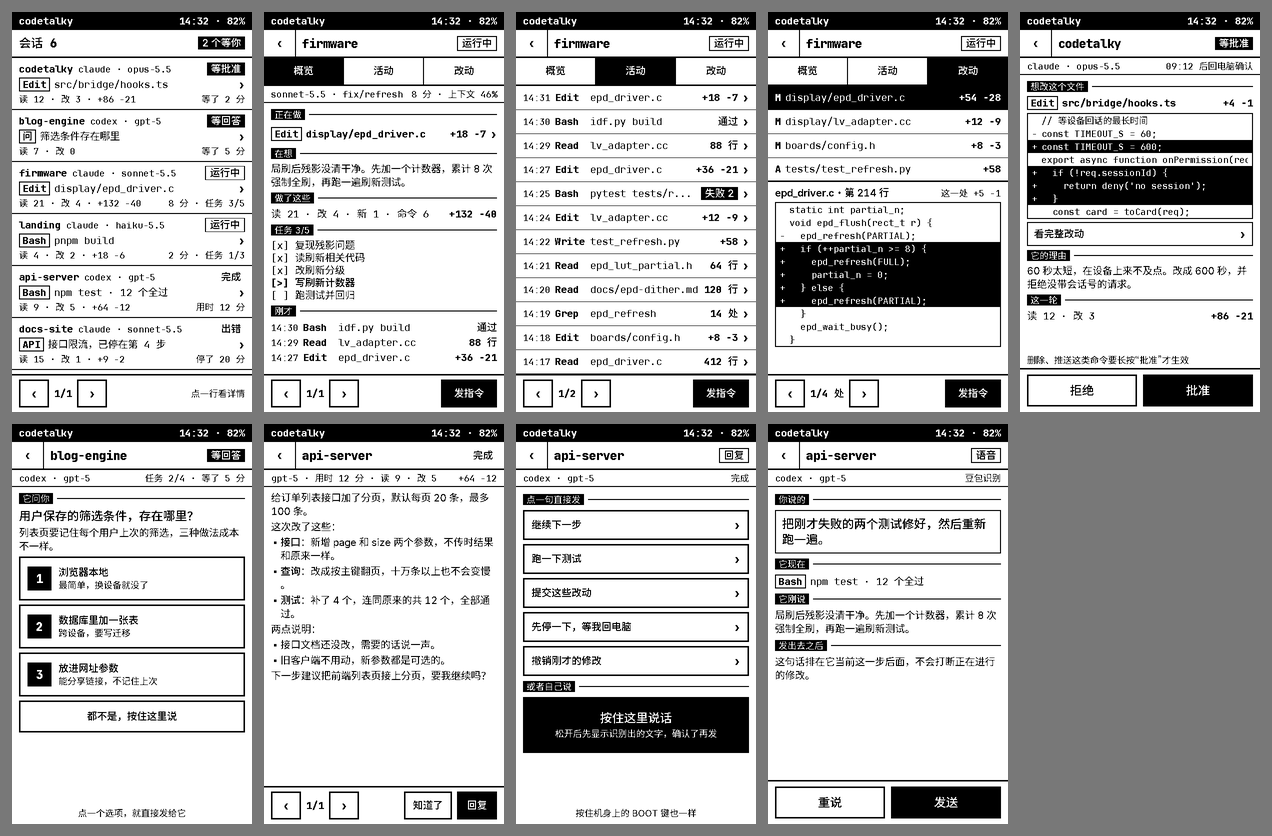 codetalky 14:32 · 82%
会话 6 2 个等你
codetalky claude · opus-5.5 等批准
Edit src/bridge/hooks.ts ›
读 12 · 改 3 · +86 -21 等了 2 分
blog-engine codex · gpt-5 等回答
问 筛选条件存在哪里 ›
读 7 · 改 0 等了 5 分
firmware claude · sonnet-5.5 运行中
Edit display/epd_driver.c ›
读 21 · 改 4 · +132 -40 8 分 · 任务 3/5
landing claude · haiku-5.5 运行中
Bash pnpm build ›
读 4 · 改 2 · +18 -6 2 分 · 任务 1/3
api-server codex · gpt-5 完成
Bash npm test · 12 个全过 ›
读 9 · 改 5 · +64 -12 用时 12 分
docs-site claude · sonnet-5.5 出错
API 接口限流，已停在第 4 步 ›
读 15 · 改 1 · +9 -2 停了 20 分
‹ 1/1 › 点一行看详情
codetalky 14:32 · 82%
‹ firmware 运行中
概览 活动 改动
sonnet-5.5 · fix/refresh 8 分 · 上下文 46%
正在做
Edit display/epd_driver.c +18 -7 ›
在想
局刷后残影没清干净。先加一个计数器，累计 8 次
强制全刷，再跑一遍刷新测试。
做了这些
读 21 · 改 4 · 新 1 · 命令 6 +132 -40
任务 3/5
[x] 复现残影问题
[x] 读刷新相关代码
[x] 改刷新分级
[>] 写刷新计数器
[ ] 跑测试并回归
刚才
14:30 Bash idf.py build 通过
14:29 Read lv_adapter.cc 88 行
14:27 Edit epd_driver.c +36 -21
‹ 1/1 › 发指令
codetalky 14:32 · 82%
‹ firmware 运行中
概览 活动 改动
14:31 Edit epd_driver.c +18 -7 ›
14:30 Bash idf.py build 通过 ›
14:29 Read lv_adapter.cc 88 行 ›
14:27 Edit epd_driver.c +36 -21 ›
14:25 Bash pytest tests/r... 失败 2 ›
14:24 Edit lv_adapter.cc +12 -9 ›
14:22 Write test_refresh.py +58 ›
14:21 Read epd_lut_partial.h 64 行 ›
14:20 Read docs/epd-dither.md 120 行 ›
14:19 Grep epd_refresh 14 处 ›
14:18 Edit boards/config.h +8 -3 ›
14:17 Read epd_driver.c 412 行 ›
‹ 1/2 › 发指令
codetalky 14:32 · 82%
‹ firmware 运行中
概览 活动 改动
M display/epd_driver.c +54 -28
M display/lv_adapter.cc +12 -9
M boards/config.h +8 -3
A tests/test_refresh.py +58
epd_driver.c · 第 214 行 这一处 +5 -1
static int partial_n;
void epd_flush(rect_t r) {
- epd_refresh(PARTIAL);
+ if (++partial_n >= 8) {
+ epd_refresh(FULL);
+ partial_n = 0;
+ } else {
+ epd_refresh(PARTIAL);
}
epd_wait_busy();
}
‹ 1/4 处 › 发指令
codetalky 14:32 · 82%
‹ codetalky 等批准
claude · opus-5.5 09:12 后回电脑确认
想改这个文件
Edit src/bridge/hooks.ts +4 -1
// 等设备回话的最长时间
- const TIMEOUT_S = 60;
+ const TIMEOUT_S = 600;
export async function onPermission(rec
+ if (!req.sessionId) {
+ return deny('no session');
+ }
const card = toCard(req);
看完整改动 ›
它的理由
60 秒太短，在设备上来不及点。改成 600 秒，并
拒绝没带会话号的请求。
这一轮
读 12 · 改 3 +86 -21
删除、推送这类命令要长按“批准”才生效
拒绝 批准
codetalky 14:32 · 82%
‹ blog-engine 等回答
codex · gpt-5 任务 2/4 · 等了 5 分
它问你
用户保存的筛选条件，存在哪里？
列表页要记住每个用户上次的筛选，三种做法成本
不一样。
1 浏览器本地
最简单，换设备就没了
2 数据库里加一张表
跨设备，要写迁移
3 放进网址参数
能分享链接，不记住上次
都不是，按住这里说
点一个选项，就直接发给它
codetalky 14:32 · 82%
‹ api-server 完成
gpt-5 · 用时 12 分 · 读 9 · 改 5 +64 -12
给订单列表接口加了分页，默认每页 20 条，最多
100 条。
这次改了这些：
▪ 接口：新增 page 和 size 两个参数，不传时结果
和原来一样。
▪ 查询：改成按主键翻页，十万条以上也不会变慢
。
▪ 测试：补了 4 个，连同原来的共 12 个，全部通
过。
两点说明：
▪ 接口文档还没改，需要的话说一声。
▪ 旧客户端不用动，新参数都是可选的。
下一步建议把前端列表页接上分页，要我继续吗？
‹ 1/1 › 知道了 回复
codetalky 14:32 · 82%
‹ api-server 回复
codex · gpt-5 完成
点一句直接发
继续下一步 ›
跑一下测试 ›
提交这些改动 ›
先停一下，等我回电脑 ›
撤销刚才的修改 ›
或者自己说
按住这里说话
松开后先显示识别出的文字，确认了再发
按住机身上的 BOOT 键也一样
codetalky 14:32 · 82%
‹ api-server 语音
codex · gpt-5 豆包识别
你说的
把刚才失败的两个测试修好，然后重新
跑一遍。
它现在
Bash npm test · 12 个全过
它刚说
局刷后残影没清干净。先加一个计数器，累计 8 次
强制全刷，再跑一遍刷新测试。
发出去之后
这句话排在它当前这一步后面，不会打断正在进行
的修改。
重说 发送